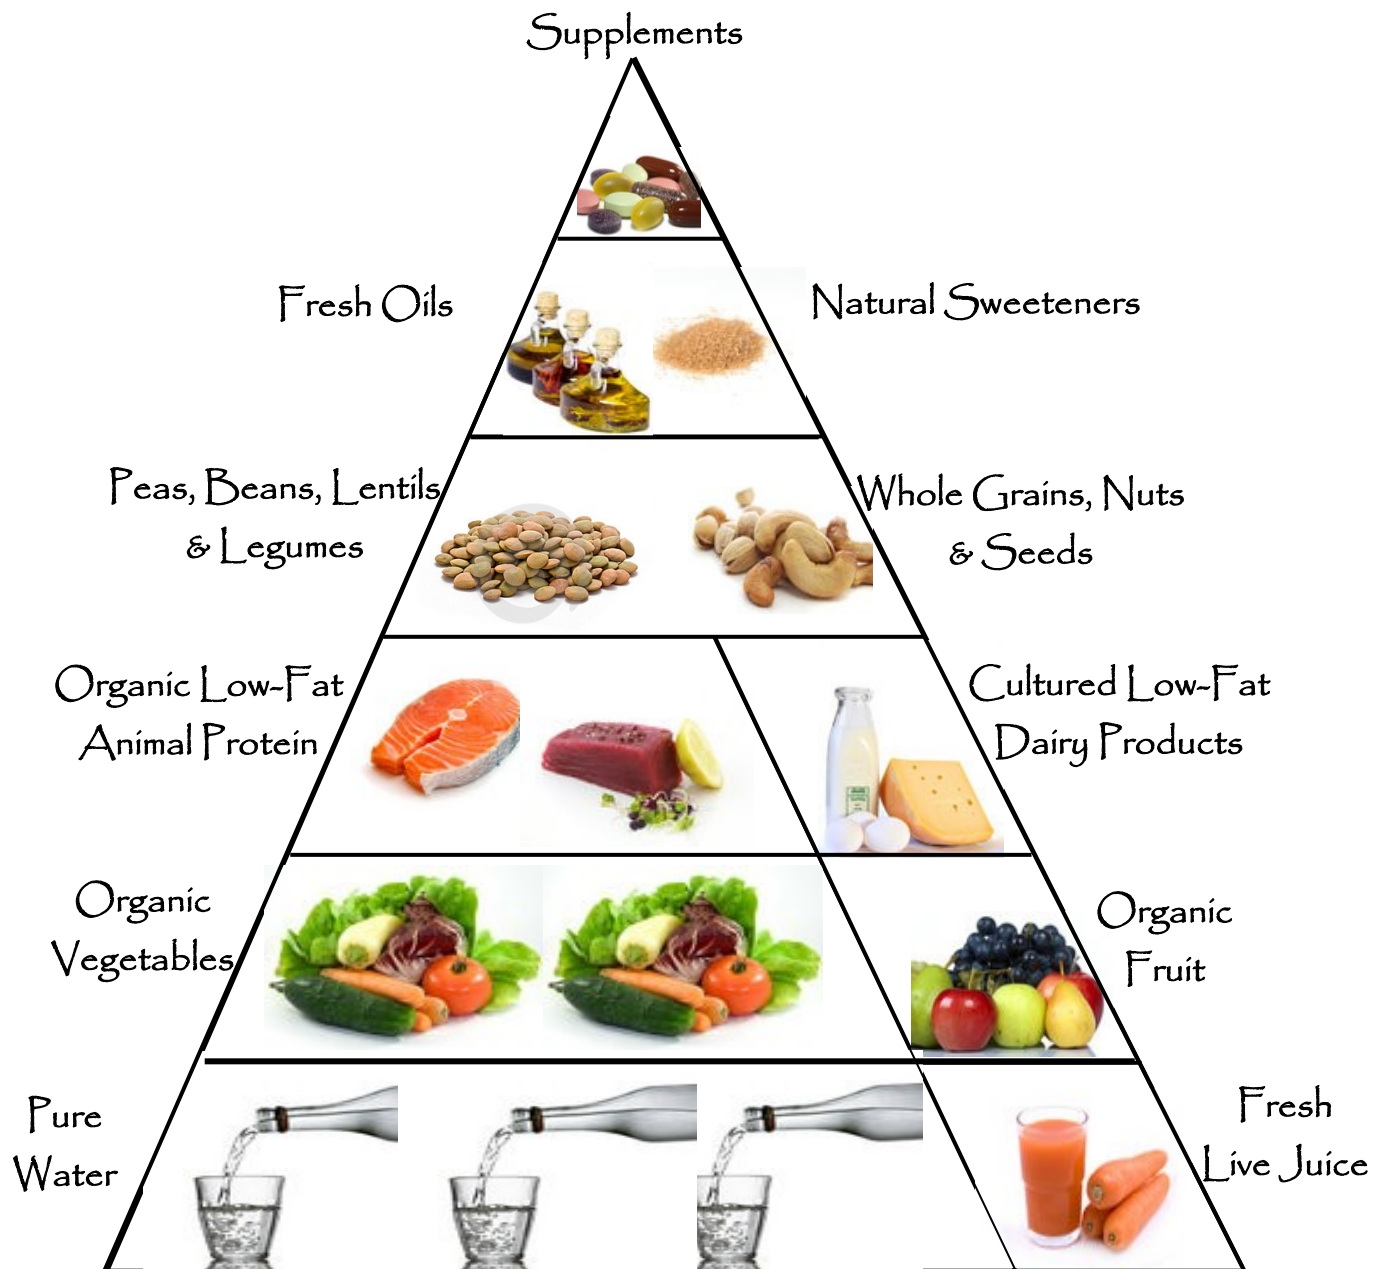 Supplements
Fresh Oils
Natural Sweeteners
Peas, Beans, Lentils
& Legumes
Whole Grains, Nuts
& Seeds
Organic Low-Fat
Animal Protein
Cultured Low-Fat
Dairy Products
Organic
Vegetables
Organic
Fruit
Pure
Water
Fresh
Live Juice